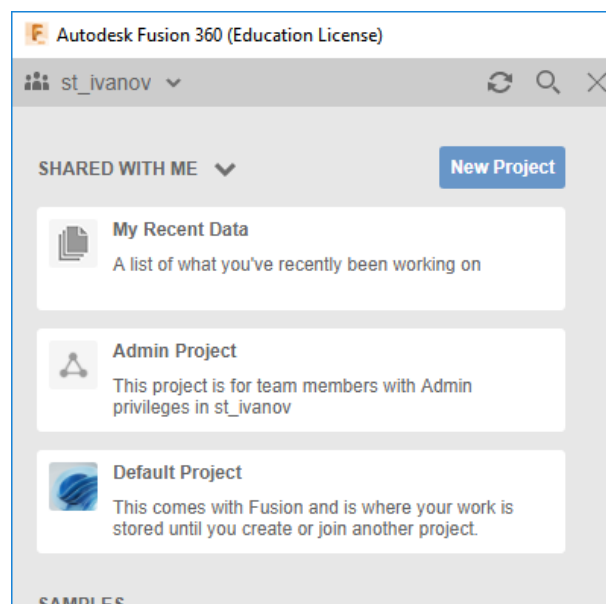 Autodesk Fusion 360 (Education License)
st_ivanov
SHARED WITH ME
New Project
My Recent Data
A list of what you've recently been working on
Admin Project
This project is for team members with Admin
privileges in st_ivanov
Default Project
This comes with Fusion and is where your work is
stored until you create or join another project.
SAMPLES